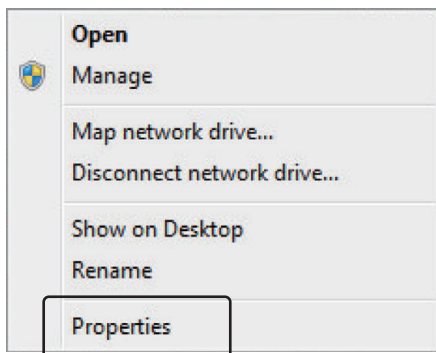 Open
Manage
Map network drive...
Disconnect network drive...
Show on Desktop
Rename
Properties